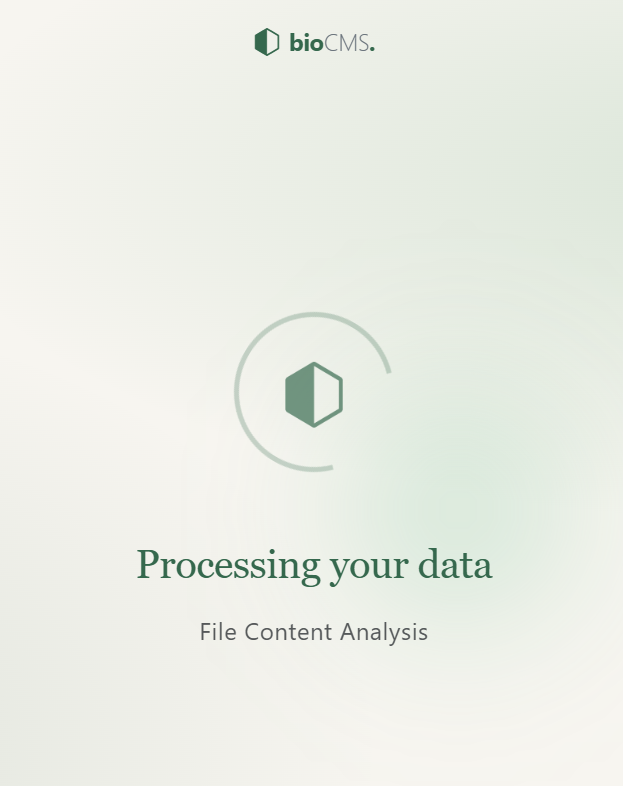 bioCMS.
Processing your data
File Content Analysis